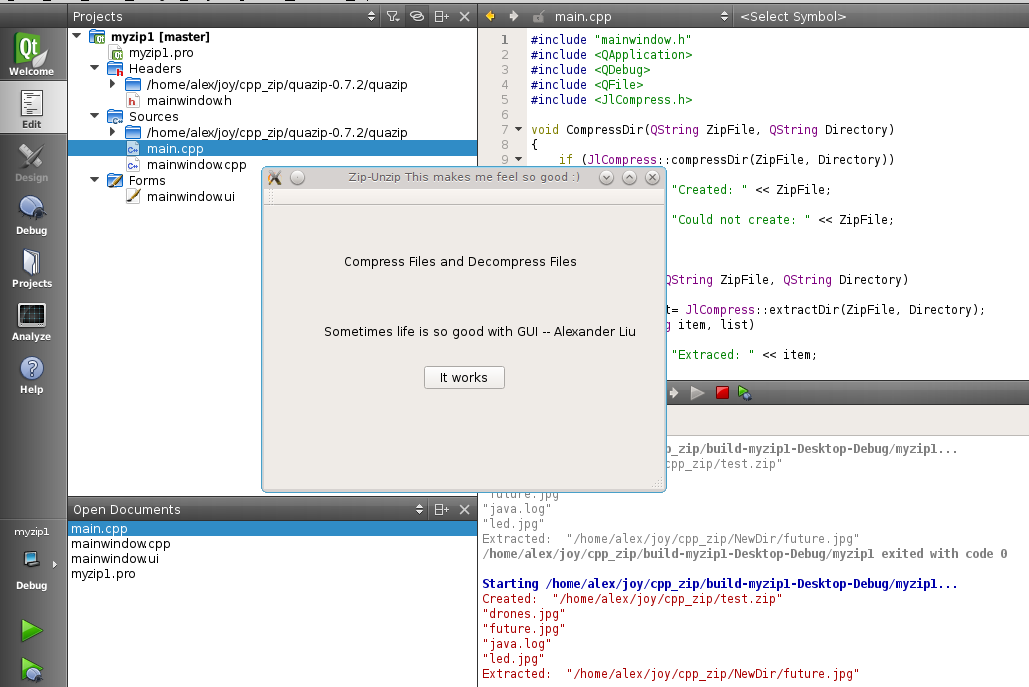 Projects
myzip1 [master]
myzip1.pro
Headers
/home/alex/joy/cpp_zip/quazip-0.7.2/quazip
mainwindow.h
Sources
/home/alex/joy/cpp_zip/quazip-0.7.2/quazip
main.cpp
mainwindow.cpp
Forms
mainwindow.ui
Qt
Welcome
Edit
Design
Debug
Projects
Analyze
Help
myzip1
Debug
main.cpp
<Select Symbol>
1 #include "mainwindow.h"
2 #include <QApplication>
3 #include <QDebug>
4 #include <QFile>
5 #include <JlCompress.h>
6
7 void CompressDir(QString ZipFile, QString Directory)
8 {
9 if (JlCompress::compressDir(ZipFile, Directory))
"Created: " << ZipFile;
"Could not create: " << ZipFile;
QString ZipFile, QString Directory)
t= JlCompress::extractDir(ZipFile, Directory);
g item, list)
"Extraced: " << item;
Zip-Unzip This makes me feel so good :)
Compress Files and Decompress Files
Sometimes life is so good with GUI -- Alexander Liu
It works
p_zip/build-myzip1-Desktop-Debug/myzip1...
cpp_zip/test.zip"
"future.jpg"
"java.log"
"led.jpg"
Extracted: "/home/alex/joy/cpp_zip/NewDir/future.jpg"
/home/alex/joy/cpp_zip/build-myzip1-Desktop-Debug/myzip1 exited with code 0
Starting /home/alex/joy/cpp_zip/build-myzip1-Desktop-Debug/myzip1...
Created: "/home/alex/joy/cpp_zip/test.zip"
"drones.jpg"
"future.jpg"
"java.log"
"led.jpg"
Extracted: "/home/alex/joy/cpp_zip/NewDir/future.jpg"
Open Documents
main.cpp
mainwindow.cpp
mainwindow.ui
myzip1.pro